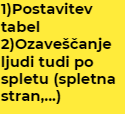 1)Postavitev
tabel
2)Ozaveščanje
ljudi tudi po
spletu (spletna
stran,...)